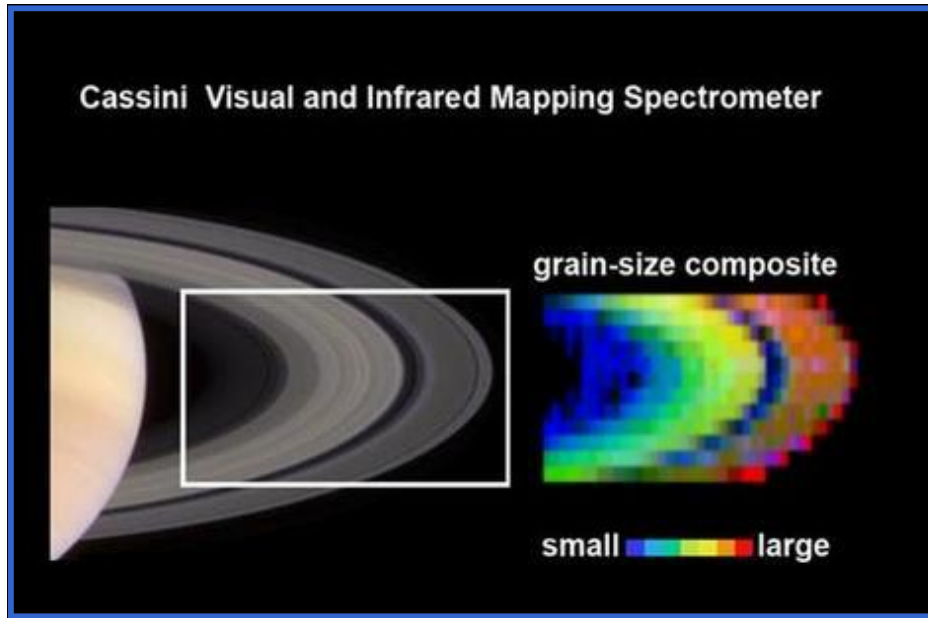 Cassini Visual and Infrared Mapping Spectrometer
grain-size composite
small large